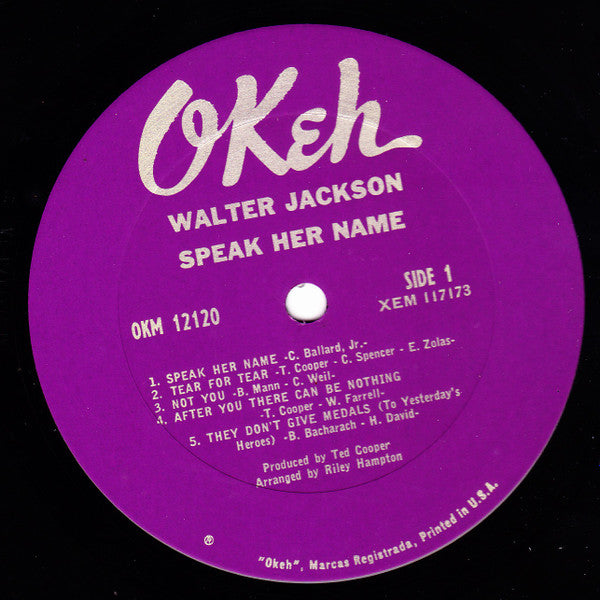 OKeh
WALTER JACKSON
SPEAK HER NAME
SIDE 1
OKM 12120
XEM 117173
1. SPEAK HER NAME -C. Ballard, Jr.-
2. TEAR FOR TEAR -T. Cooper - C. Spencer - E. Zolas-
3. NOT YOU -B. Mann - C. Weil-
4. AFTER YOU THERE CAN BE NOTHING
-T. Cooper - W. Farrell-
5. THEY DON'T GIVE MEDALS (To Yesterday's
Heroes) -B. Bacharach - H. David-
Produced by Ted Cooper
Arranged by Riley Hampton
®
"Okeh", Marcas Registrada, Printed in U.S.A.